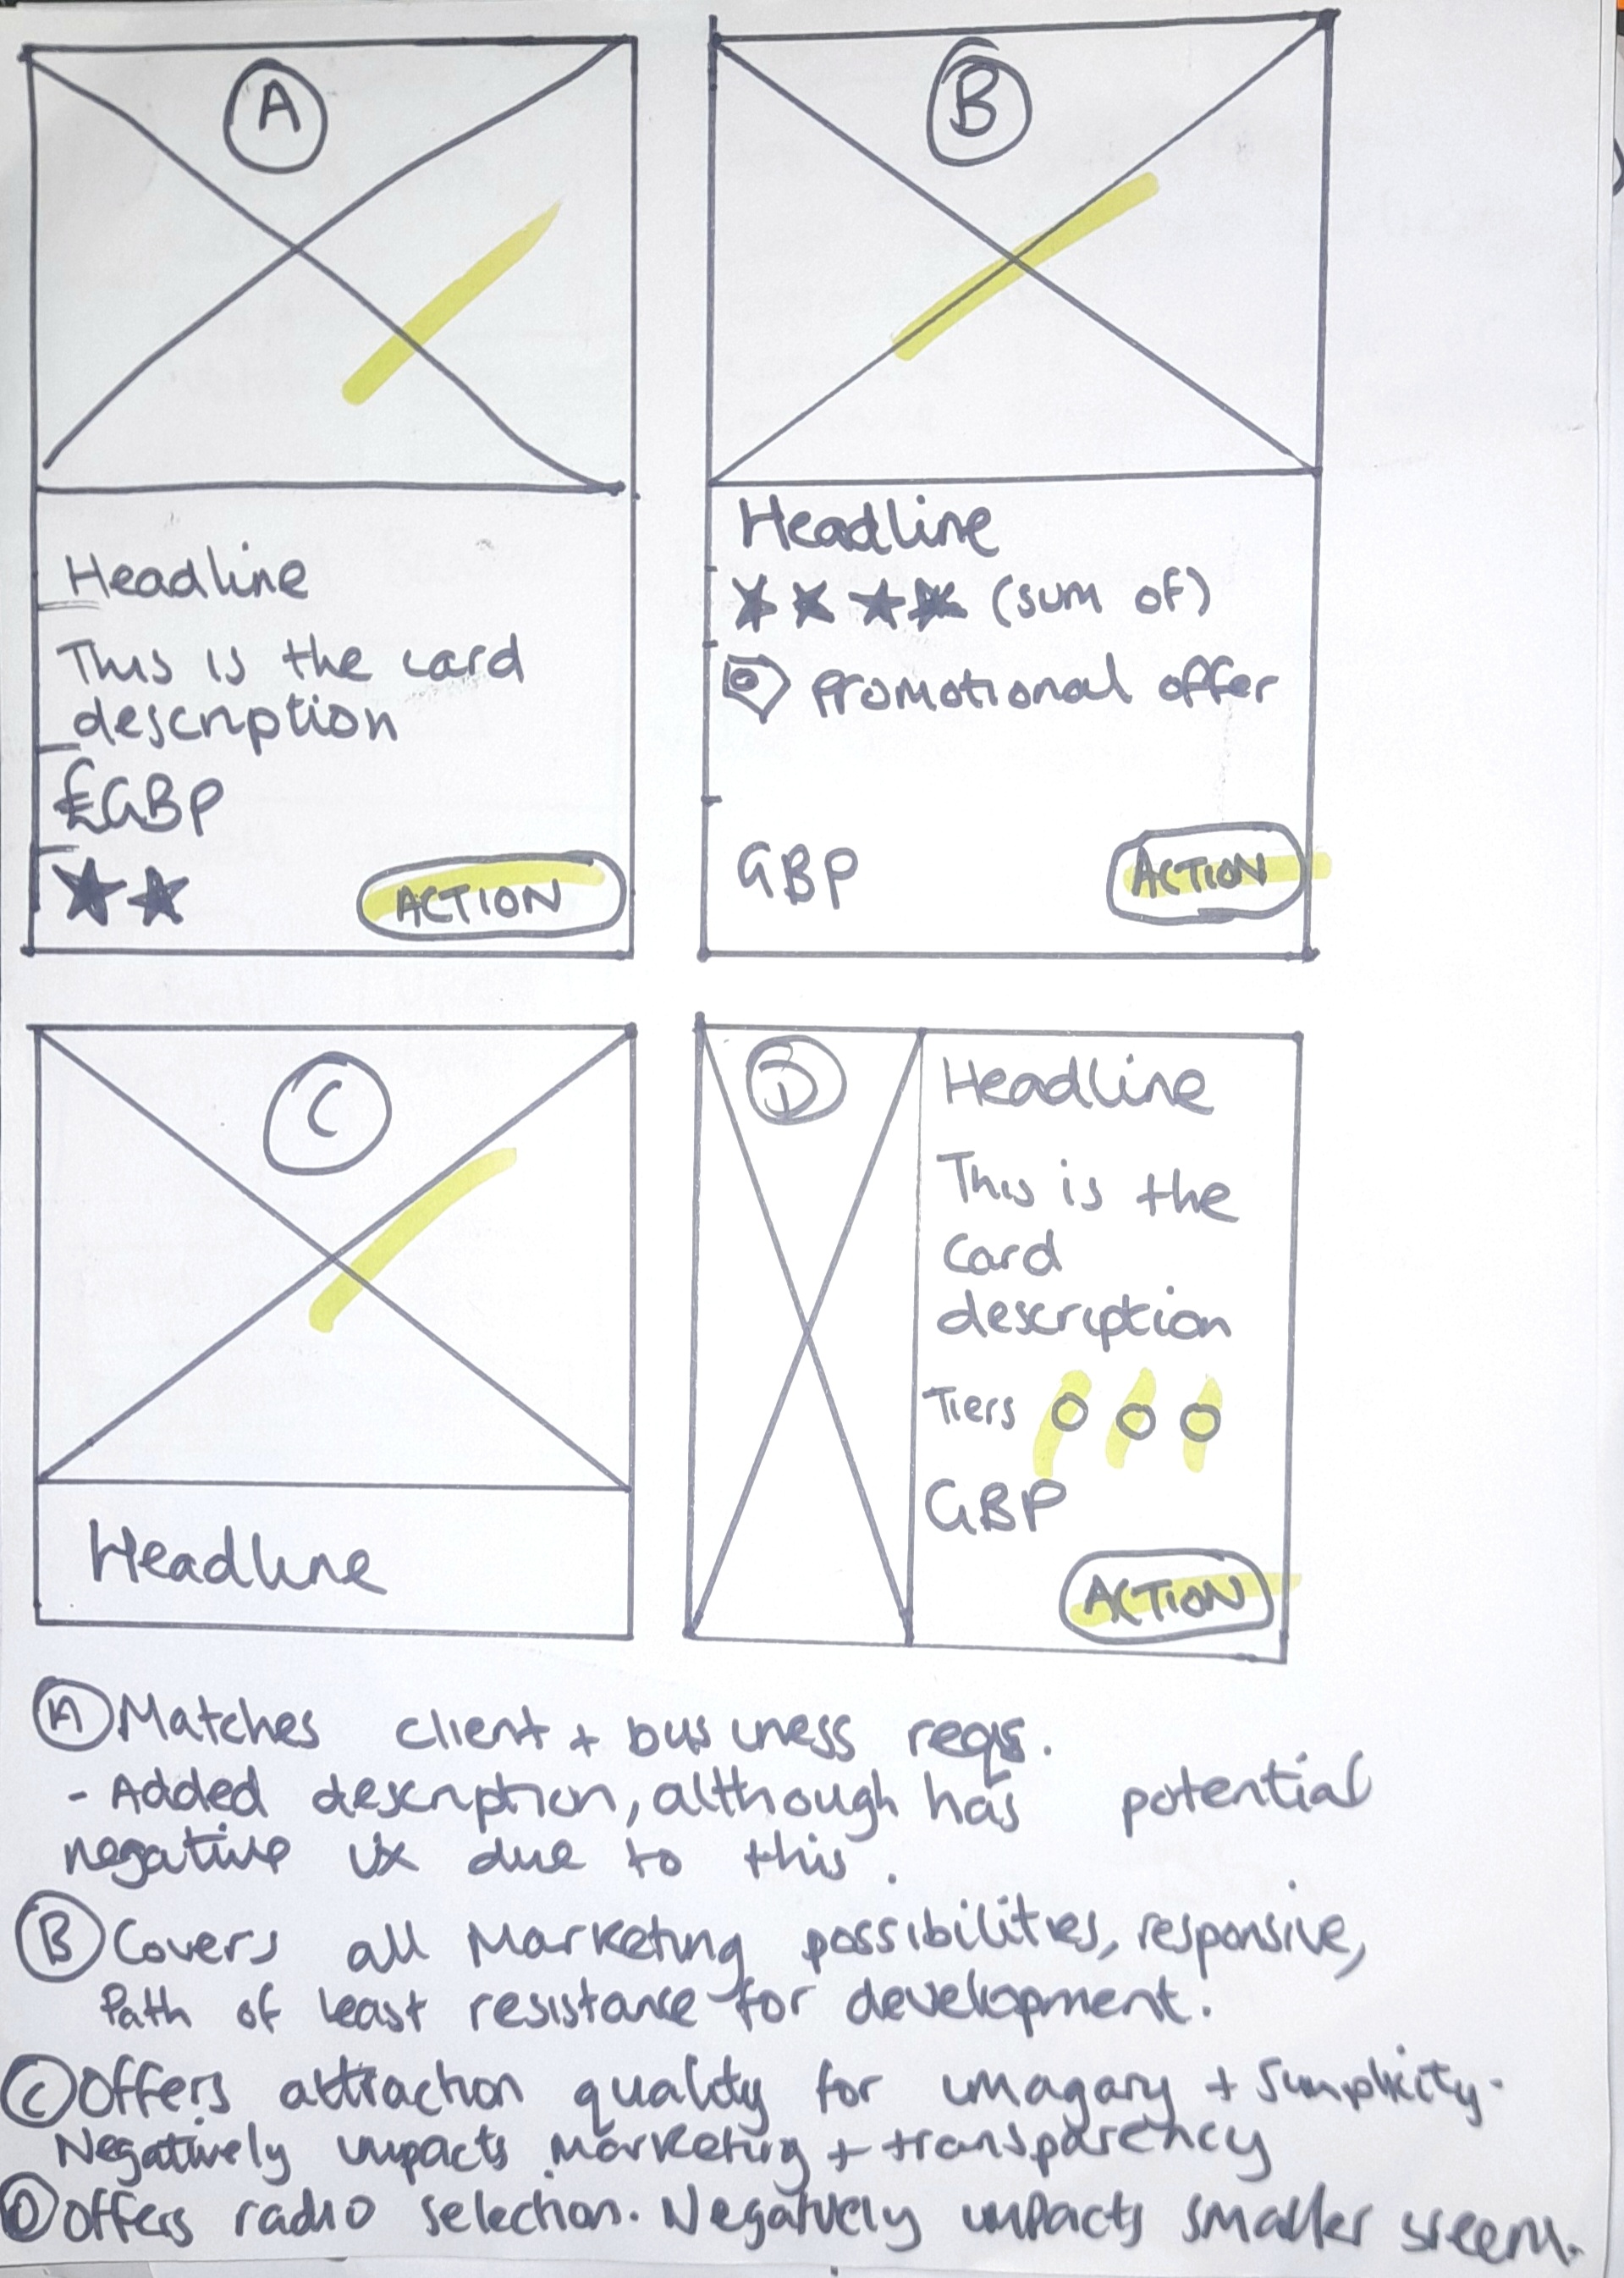 A
Headline
This is the card
description
£GBP
ACTION
B
Headline
(sum of)
Promotional offer
GBP
ACTION
C
Headline
D
Headline
This is the
Card
description
Tiers
GBP
ACTION
A Matches client + business reqs.
- Added description, although has potential
negative UX due to this.
B Covers all Marketing possibilities, responsive,
Path of least resistance for development.
C Offers attraction quality for imagary + Simplicity.
Negatively impacts marketing + transparency
D Offers radio selection. Negatively impacts smaller